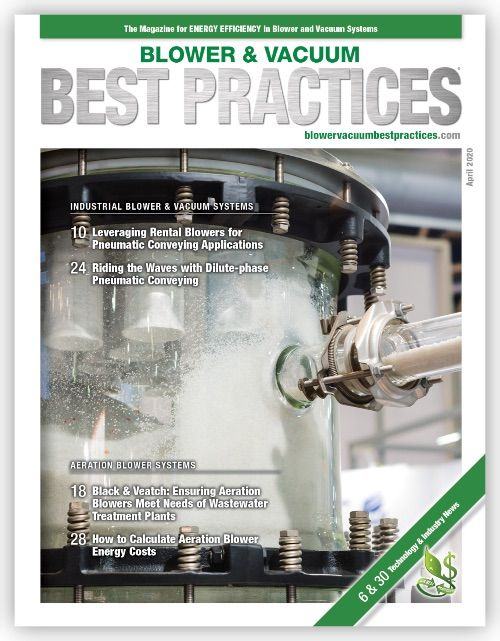 The Magazine for ENERGY EFFICIENCY in Blower and Vacuum Systems
BLOWER & VACUUM
BEST PRACTICES
blowervacuumbestpractices.com
April 2020
INDUSTRIAL BLOWER & VACUUM SYSTEMS
10 Leveraging Rental Blowers for
Pneumatic Conveying Applications
24 Riding the Waves with Dilute-phase
Pneumatic Conveying
AERATION BLOWER SYSTEMS
18 Black & Veatch: Ensuring Aeration
Blowers Meet Needs of Wastewater
Treatment Plants
28 How to Calculate Aeration Blower
Energy Costs
6 & 30 Technology & Industry News